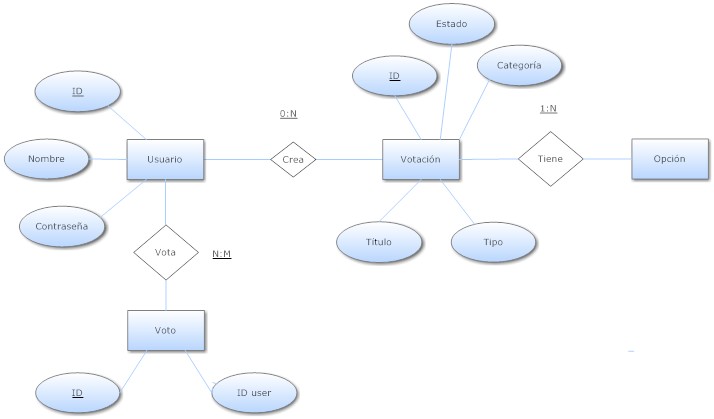 Estado
ID
Categoría
ID
0:N
1:N
Nombre
Usuario
Crea
Votación
Tiene
Opción
Contraseña
Título
Tipo
Vota
N:M
Voto
ID
ID user